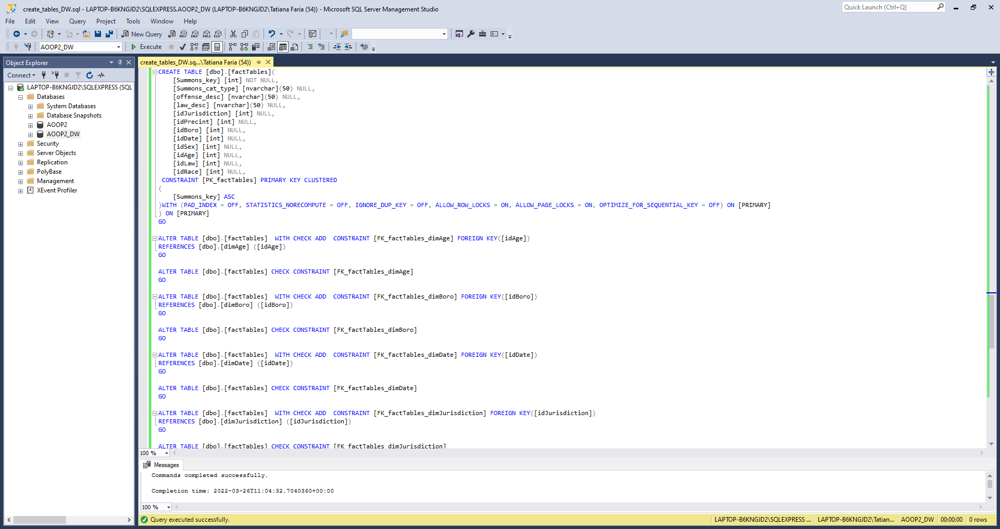 create_tables_DW.sql - LAPTOP-B6KNGJD2\SQLEXPRESS.AOOP2_DW (LAPTOP-B6KNGJD2\Tatiana Faria (54)) - Microsoft SQL Server Management Studio
Quick Launch (Ctrl+Q)
File Edit View Query Project Tools Window Help
New Query MDX DMX XMLA DAX
AOOP2_DW Execute
Object Explorer
create_tables_DW.sq...\Tatiana Faria (54))
Connect
LAPTOP-B6KNGJD2\SQLEXPRESS (SQL
Databases
System Databases
Database Snapshots
AOOP2
AOOP2_DW
Security
Server Objects
Replication
PolyBase
Management
XEvent Profiler
CREATE TABLE [dbo].[factTables](
[Summons_key] [int] NOT NULL,
[Summons_cat_type] [nvarchar](50) NULL,
[offense_desc] [nvarchar](50) NULL,
[law_desc] [nvarchar](50) NULL,
[idJurisdiction] [int] NULL,
[idPrecint] [int] NULL,
[idBoro] [int] NULL,
[idDate] [int] NULL,
[idSex] [int] NULL,
[idAge] [int] NULL,
[idLaw] [int] NULL,
[idRace] [int] NULL,
CONSTRAINT [PK_factTables] PRIMARY KEY CLUSTERED
(
[Summons_key] ASC
)WITH (PAD_INDEX = OFF, STATISTICS_NORECOMPUTE = OFF, IGNORE_DUP_KEY = OFF, ALLOW_ROW_LOCKS = ON, ALLOW_PAGE_LOCKS = ON, OPTIMIZE_FOR_SEQUENTIAL_KEY = OFF) ON [PRIMARY]
) ON [PRIMARY]
GO
ALTER TABLE [dbo].[factTables]  WITH CHECK ADD  CONSTRAINT [FK_factTables_dimAge] FOREIGN KEY([idAge])
REFERENCES [dbo].[dimAge] ([idAge])
GO
ALTER TABLE [dbo].[factTables] CHECK CONSTRAINT [FK_factTables_dimAge]
GO
ALTER TABLE [dbo].[factTables]  WITH CHECK ADD  CONSTRAINT [FK_factTables_dimBoro] FOREIGN KEY([idBoro])
REFERENCES [dbo].[dimBoro] ([idBoro])
GO
ALTER TABLE [dbo].[factTables] CHECK CONSTRAINT [FK_factTables_dimBoro]
GO
ALTER TABLE [dbo].[factTables]  WITH CHECK ADD  CONSTRAINT [FK_factTables_dimDate] FOREIGN KEY([idDate])
REFERENCES [dbo].[dimDate] ([idDate])
GO
ALTER TABLE [dbo].[factTables] CHECK CONSTRAINT [FK_factTables_dimDate]
GO
ALTER TABLE [dbo].[factTables]  WITH CHECK ADD  CONSTRAINT [FK_factTables_dimJurisdiction] FOREIGN KEY([idJurisdiction])
REFERENCES [dbo].[dimJurisdiction] ([idJurisdiction])
GO
ALTER TABLE [dbo].[factTables] CHECK CONSTRAINT [FK_factTables_dimJurisdiction]
100 %
Messages
Commands completed successfully.
Completion time: 2022-03-26T11:04:32.7040360+00:00
100 %
Query executed successfully. LAPTOP-B6KNGJD2\SQLEXPRESS ... LAPTOP-B6KNGJD2\Tatian... AOOP2_DW 00:00:00 0 rows